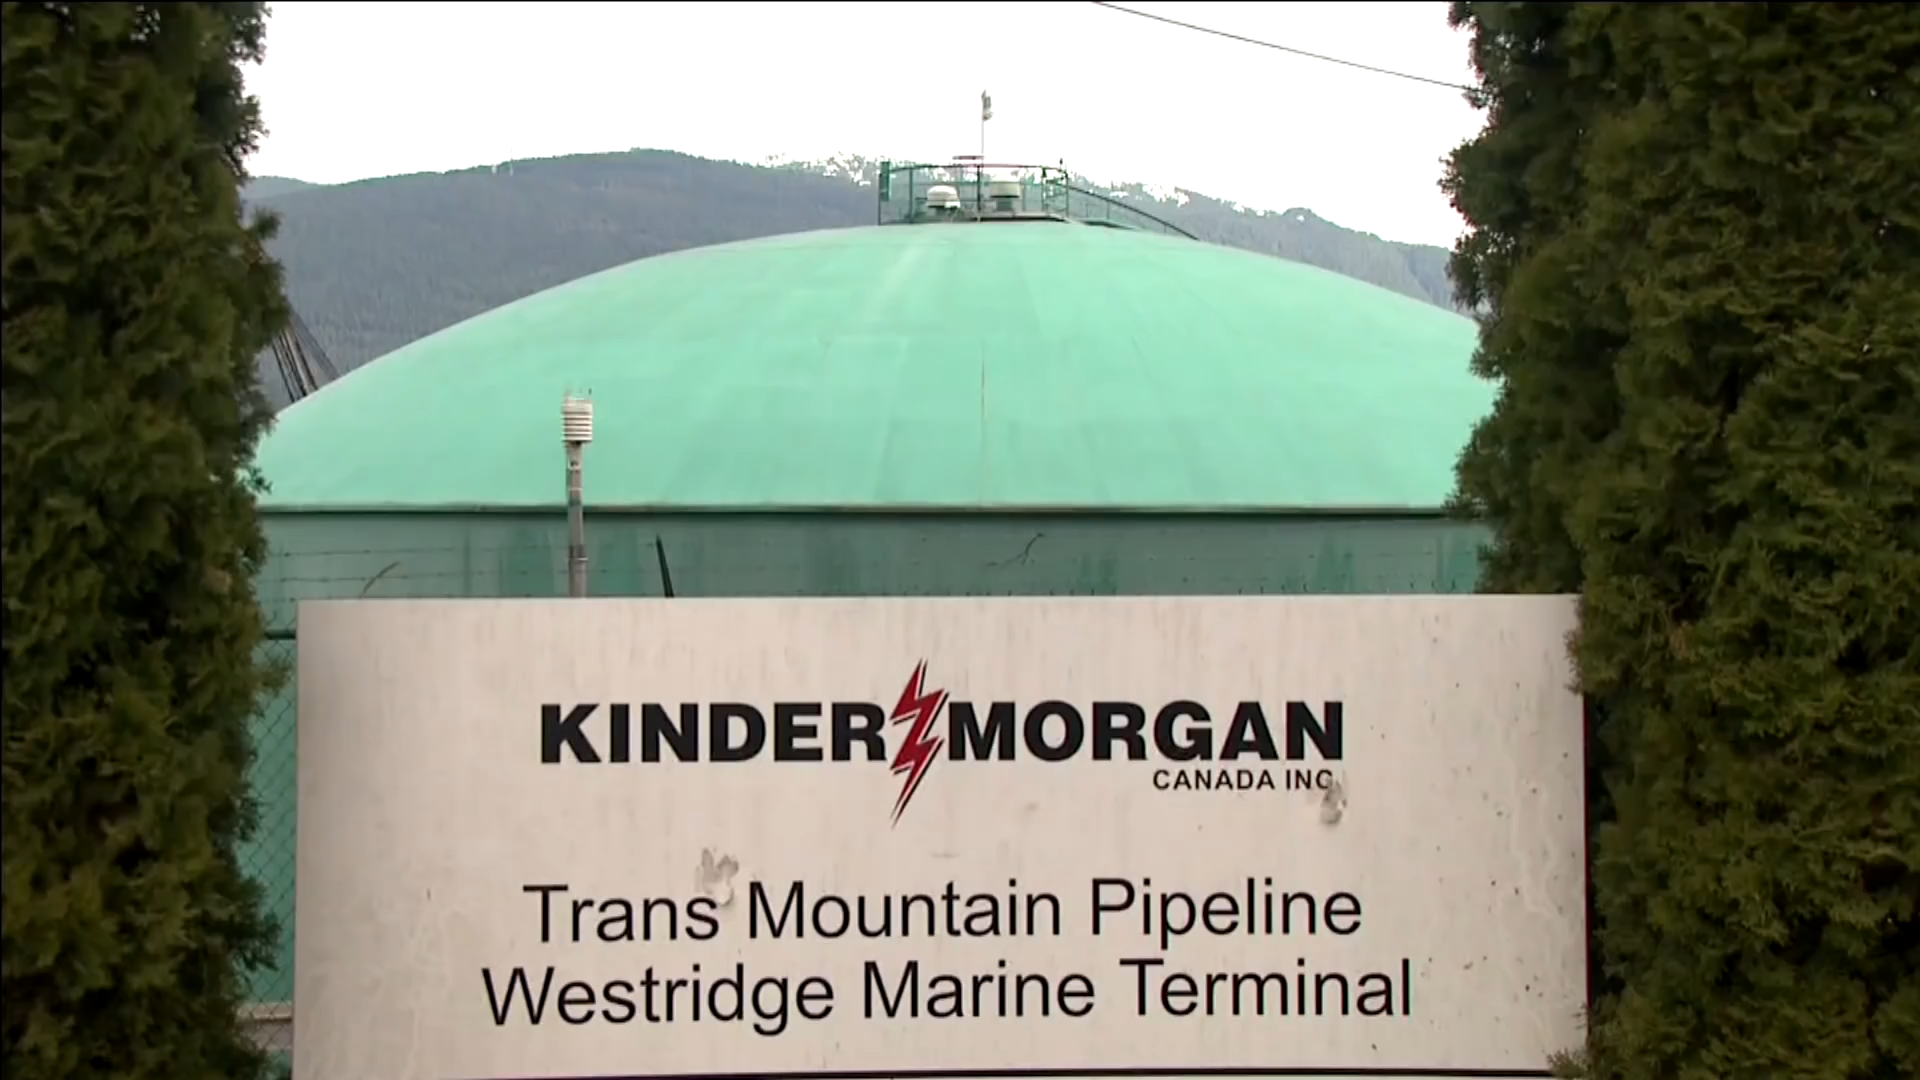 KINDER MORGAN
CANADA INC
Trans Mountain Pipeline
Westridge Marine Terminal